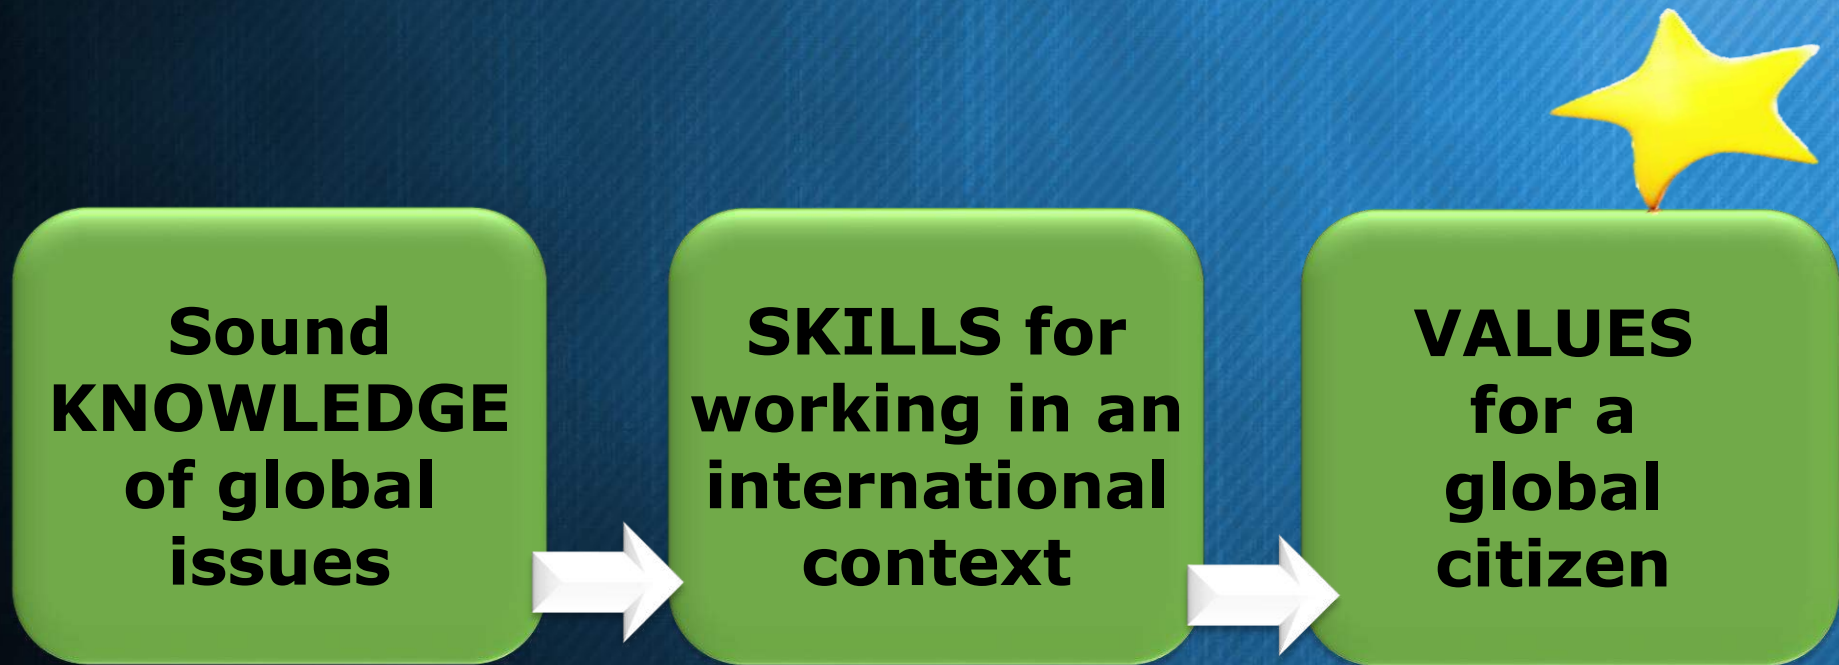 Sound
KNOWLEDGE
of global
issues
SKILLS for
working in an
international
context
VALUES
for a
global
citizen